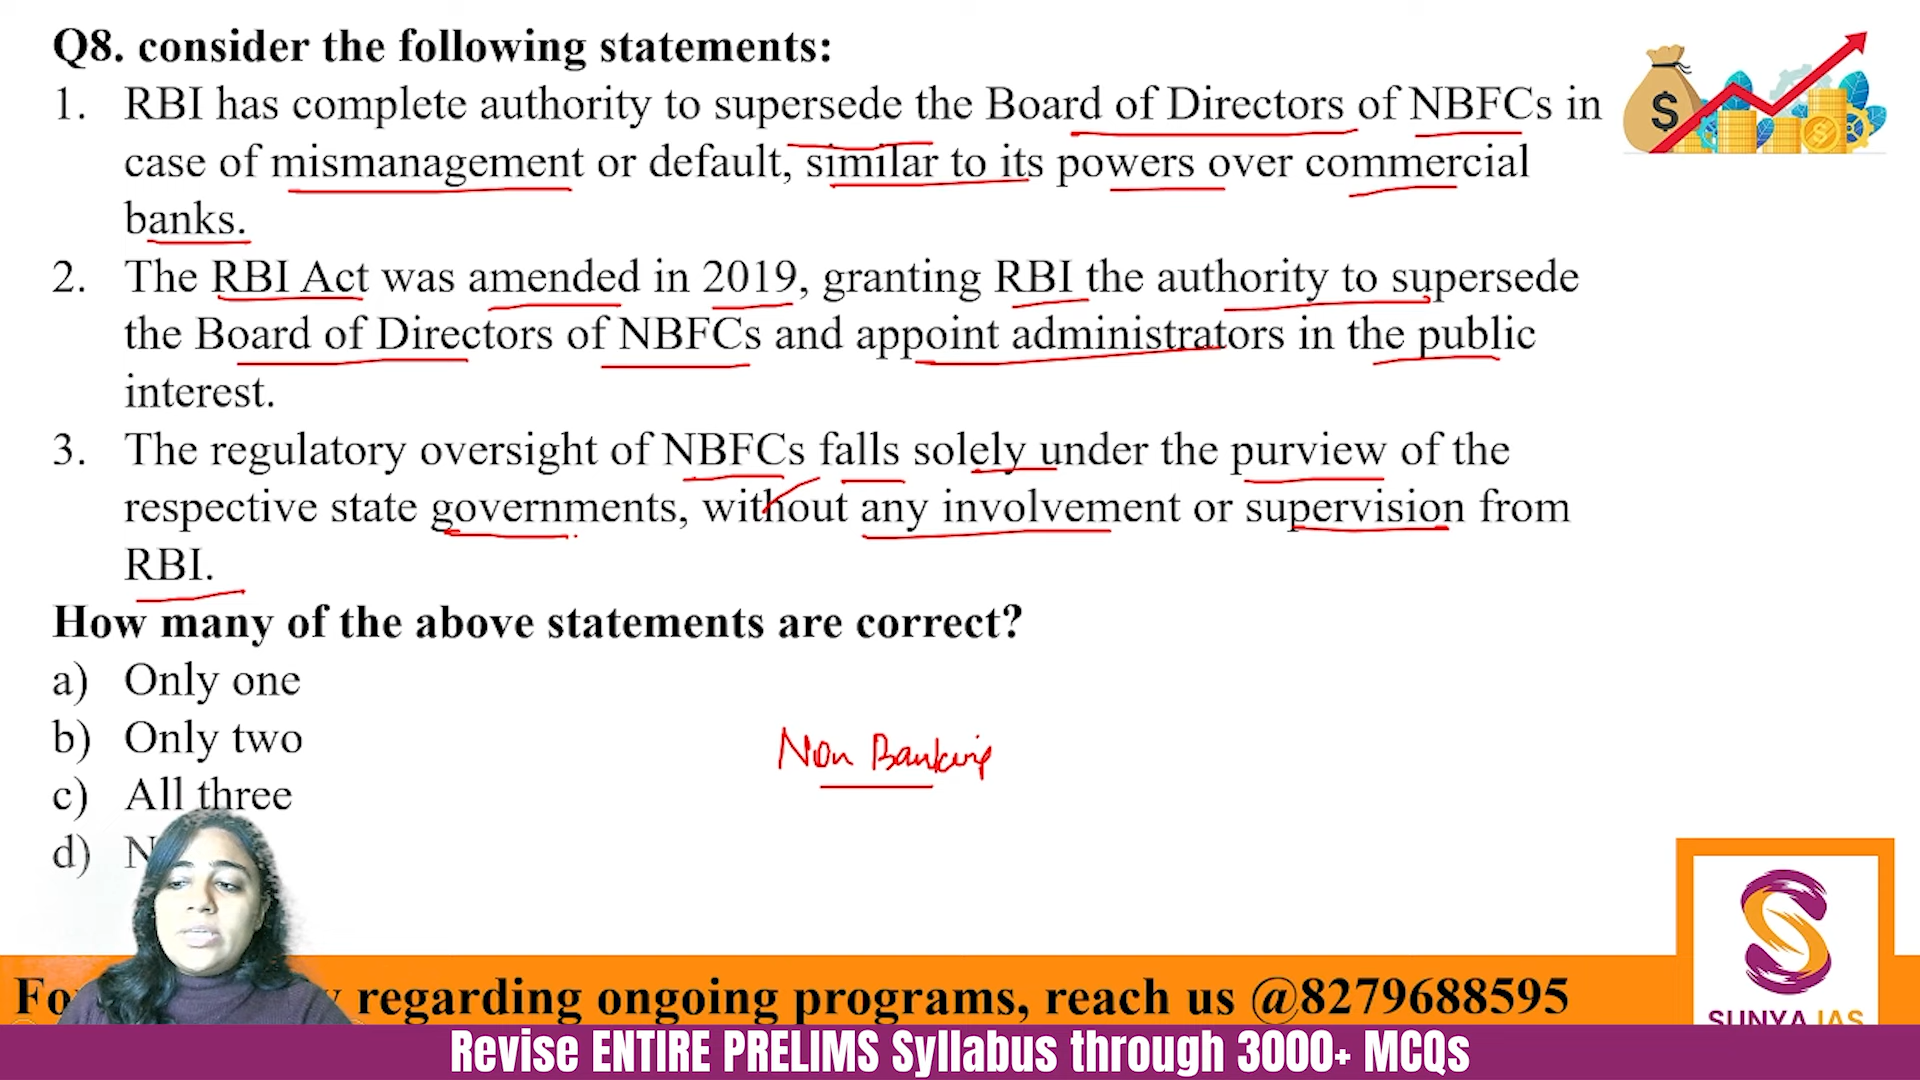 Q8. consider the following statements:
1. RBI has complete authority to supersede the Board of Directors of NBFCs in
case of mismanagement or default, similar to its powers over commercial
banks.
2. The RBI Act was amended in 2019, granting RBI the authority to supersede
the Board of Directors of NBFCs and appoint administrators in the public
interest.
3. The regulatory oversight of NBFCs falls solely under the purview of the
respective state governments, without any involvement or supervision from
RBI.
How many of the above statements are correct?
a) Only one
b) Only two
Non Banking
c) All three
d) N
regarding ongoing programs, reach us @8279688595
SUNYA IAS
Revise ENTIRE PRELIMS Syllabus through 3000+ MCQs